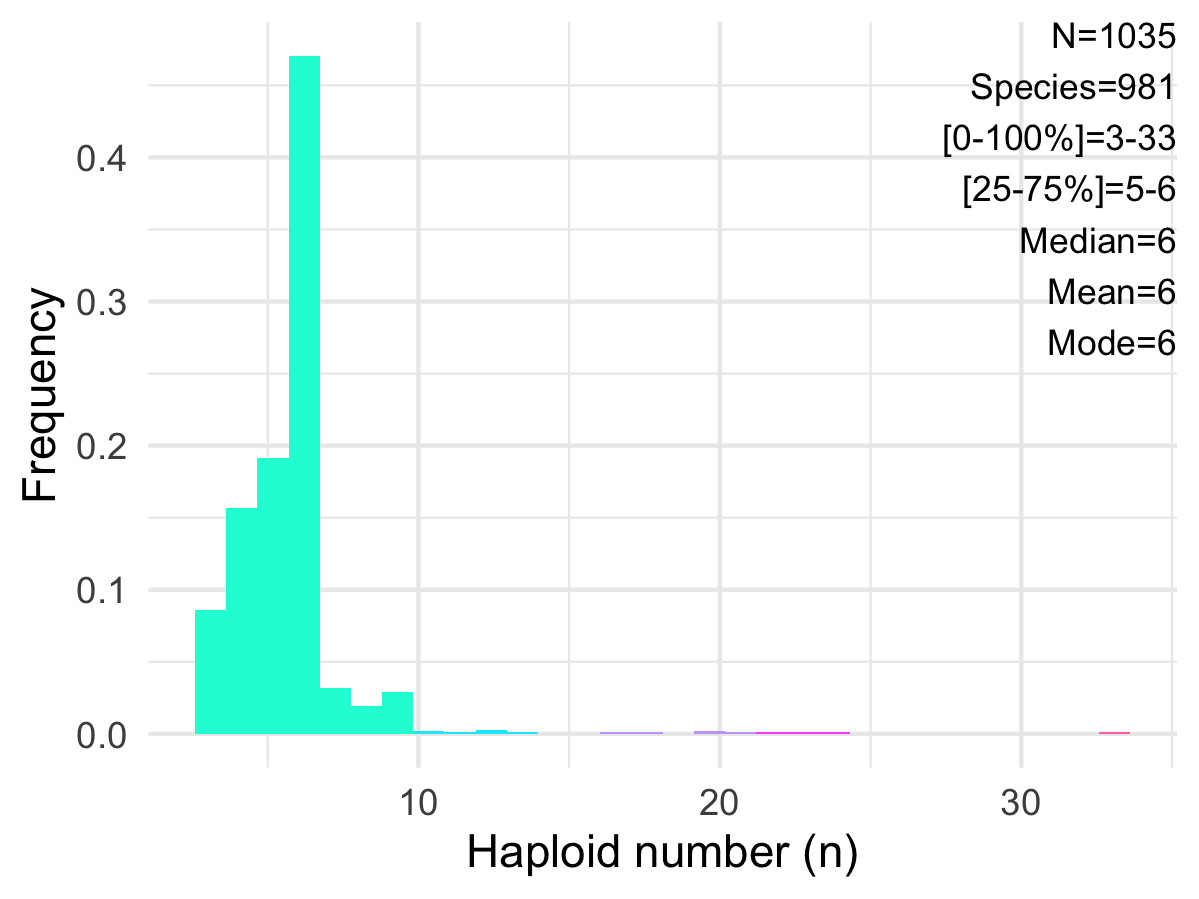 N=1035
Species=981
[0-100%]=3-33
[25-75%]=5-6
Median=6
Mean=6
Mode=6
Frequency
0.4
0.3
0.2
0.1
0.0
10 20 30
Haploid number (n)